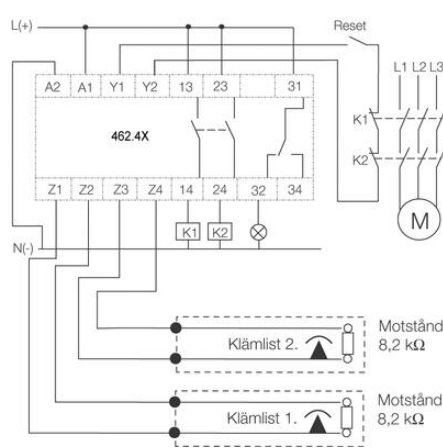 L(+) Reset
L1 L2 L3
A2 A1 Y1 Y2 13 23 31
462.4X
K1
K2
Z1 Z2 Z3 Z4 14 24 32 34
K1 K2
M
N(-)
Klämlist 2.
Motstånd
8,2 kΩ
Klämlist 1.
Motstånd
8,2 kΩ